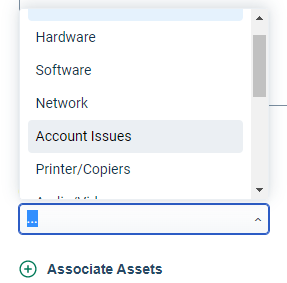 Hardware
Software
Network
Account Issues
Printer/Copiers
...
Associate Assets